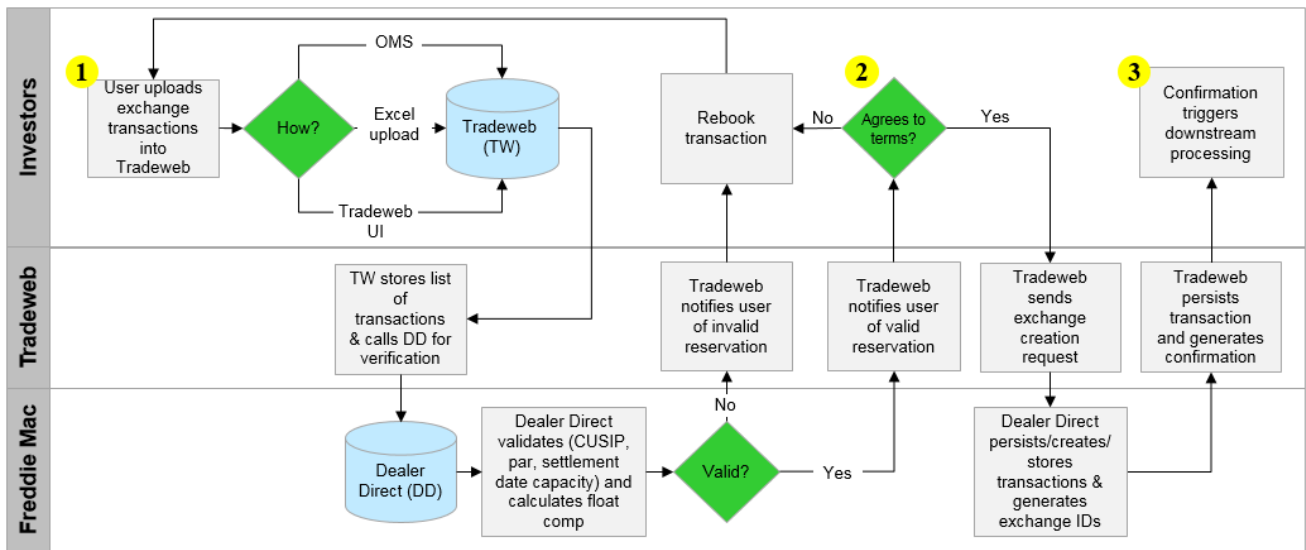 Investors
1
User uploads
exchange
transactions
into
Tradeweb
How?
OMS
Excel
upload
Tradeweb
UI
Tradeweb
(TW)
Rebook
transaction
No
2
Agrees to
terms?
Yes
3
Confirmation
triggers
downstream
processing
Tradeweb
TW stores list
of
transactions
& calls DD for
verification
Tradeweb
notifies user
of invalid
reservation
Tradeweb
notifies user
of valid
reservation
Tradeweb
sends
exchange
creation
request
Tradeweb
persists
transaction
and generates
confirmation
Freddie Mac
Dealer
Direct (DD)
Dealer Direct
validates (CUSIP,
par, settlement
date capacity) and
calculates float
comp
No
Valid?
Yes
Dealer Direct
persists/creates/
stores
transactions &
generates
exchange IDs